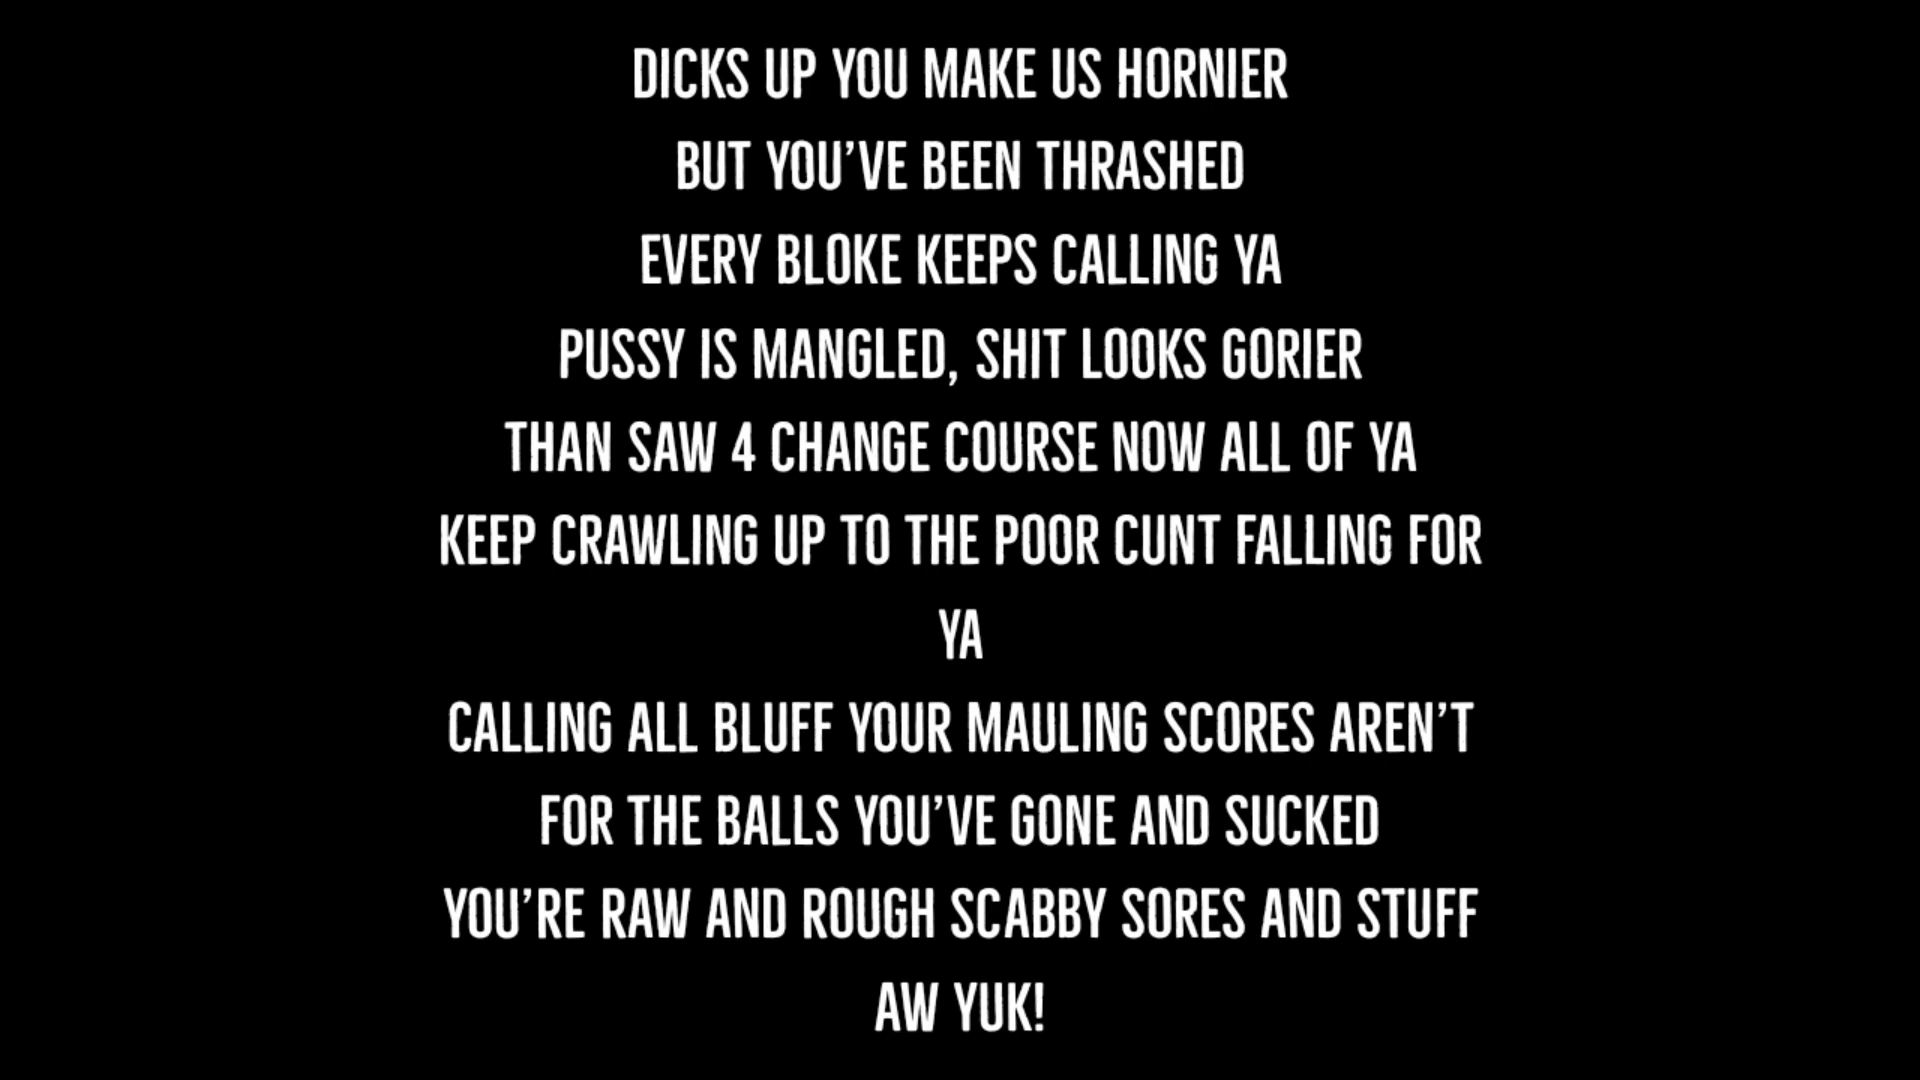 DICKS UP YOU MAKE US HORNIER
BUT YOU'VE BEEN THRASHED
EVERY BLOKE KEEPS CALLING YA
PUSSY IS MANGLED, SHIT LOOKS GORIER
THAN SAW 4 CHANGE COURSE NOW ALL OF YA
KEEP CRAWLING UP TO THE POOR CUNT FALLING FOR
YA
CALLING ALL BLUFF YOUR MAULING SCORES AREN'T
FOR THE BALLS YOU'VE GONE AND SUCKED
YOU'RE RAW AND ROUGH SCABBY SORES AND STUFF
AW YUK!